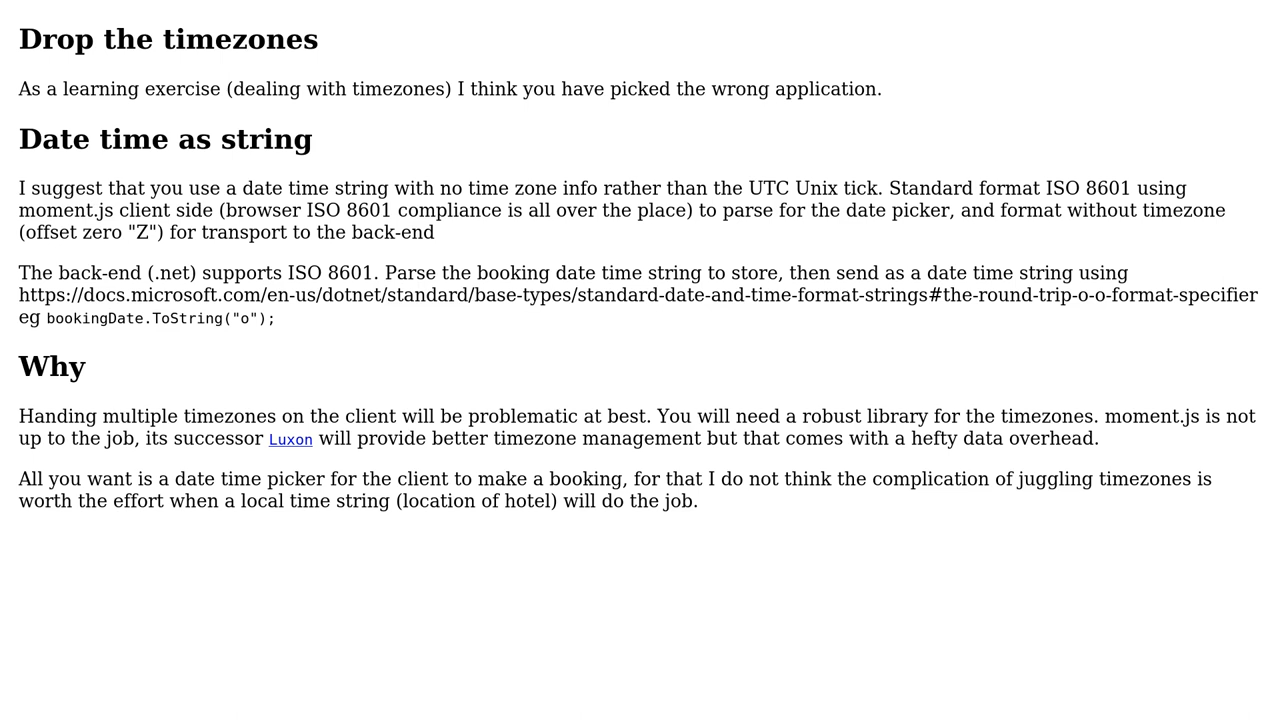 Drop the timezones
As a learning exercise (dealing with timezones) I think you have picked the wrong application.
Date time as string
I suggest that you use a date time string with no time zone info rather than the UTC Unix tick. Standard format ISO 8601 using
moment.js client side (browser ISO 8601 compliance is all over the place) to parse for the date picker, and format without timezone
(offset zero "Z") for transport to the back-end
The back-end (.net) supports ISO 8601. Parse the booking date time string to store, then send as a date time string using
https://docs.microsoft.com/en-us/dotnet/standard/base-types/standard-date-and-time-format-strings#the-round-trip-o-o-format-specifier
eg bookingDate.ToString("o");
Why
Handing multiple timezones on the client will be problematic at best. You will need a robust library for the timezones. moment.js is not
up to the job, its successor Luxon will provide better timezone management but that comes with a hefty data overhead.
All you want is a date time picker for the client to make a booking, for that I do not think the complication of juggling timezones is
worth the effort when a local time string (location of hotel) will do the job.